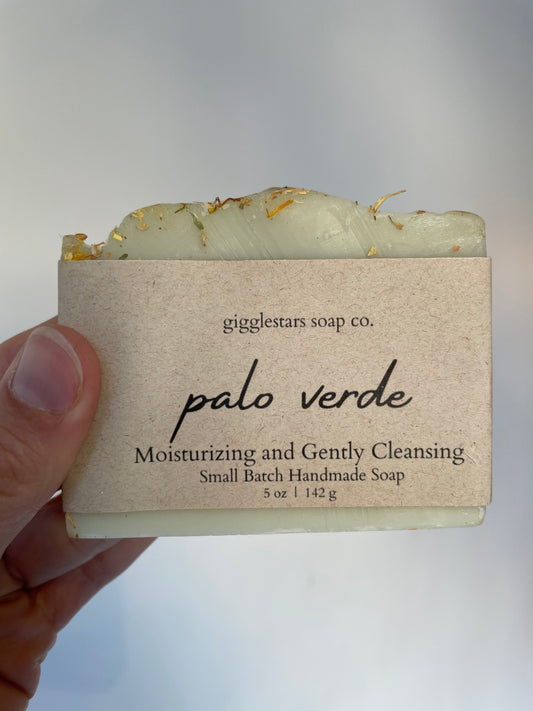 gigglestars soap co.
palo verde
Moisturizing and Gently Cleansing
Small Batch Handmade Soap
5 oz | 142 g